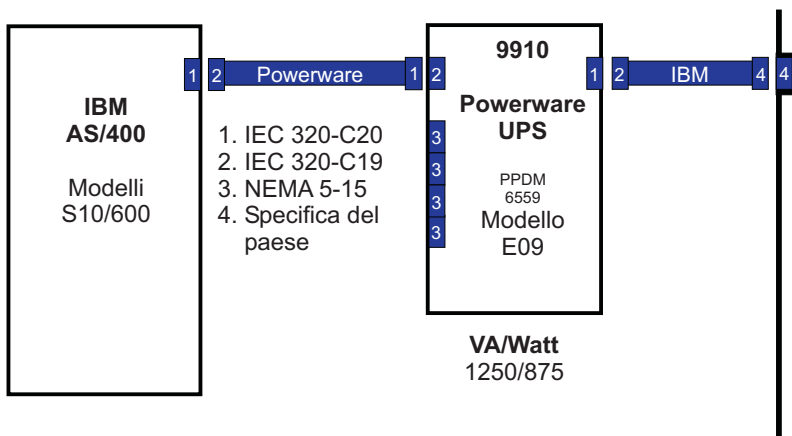 IBM
AS/400
Modelli
S10/600
1
2
Powerware
1
1. IEC 320-C20
2. IEC 320-C19
3. NEMA 5-15
4. Specifica del
paese
2
3
3
3
3
9910
Powerware
UPS
PPDM
6559
Modello
E09
1
VA/Watt
1250/875
2
IBM
4
4